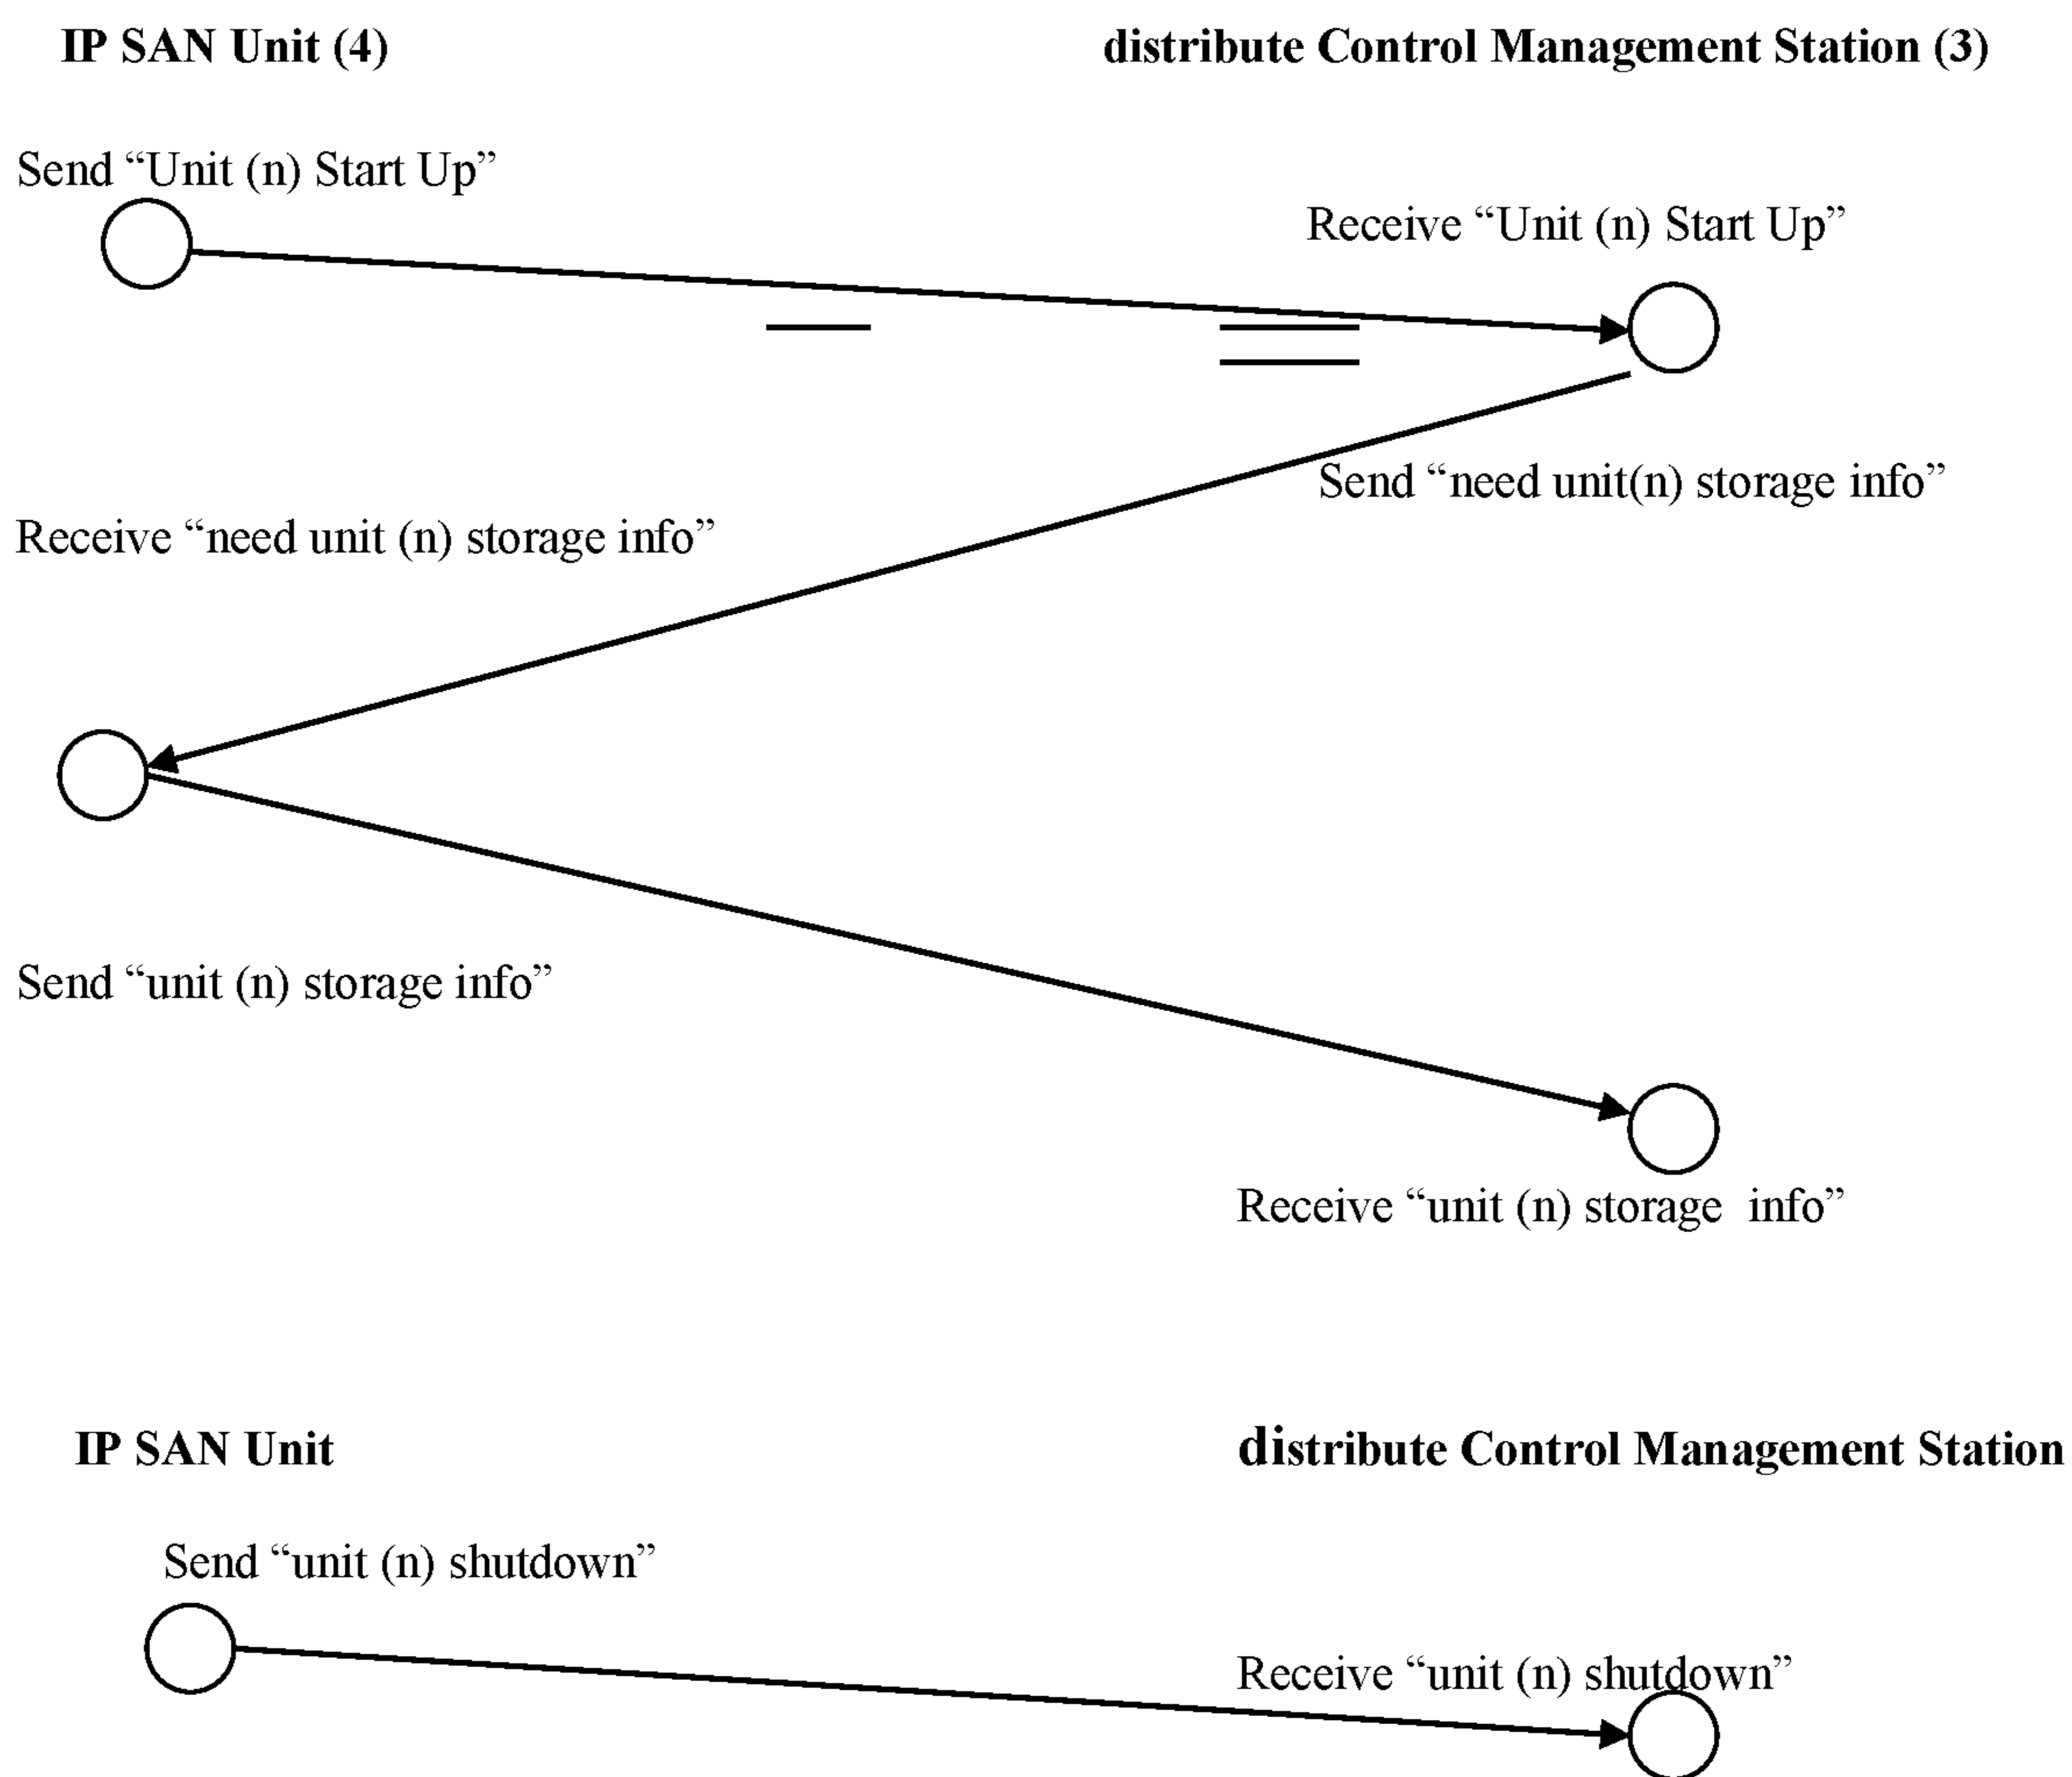 IP SAN Unit (4)
distribute Control Management Station (3)
Send “Unit (n) Start Up”
Receive “Unit (n) Start Up”
Send “need unit(n) storage info”
Receive “need unit (n) storage info”
Send “unit (n) storage info”
Receive “unit (n) storage  info”
IP SAN Unit
distribute Control Management Station
Send “unit (n) shutdown”
Receive “unit (n) shutdown”